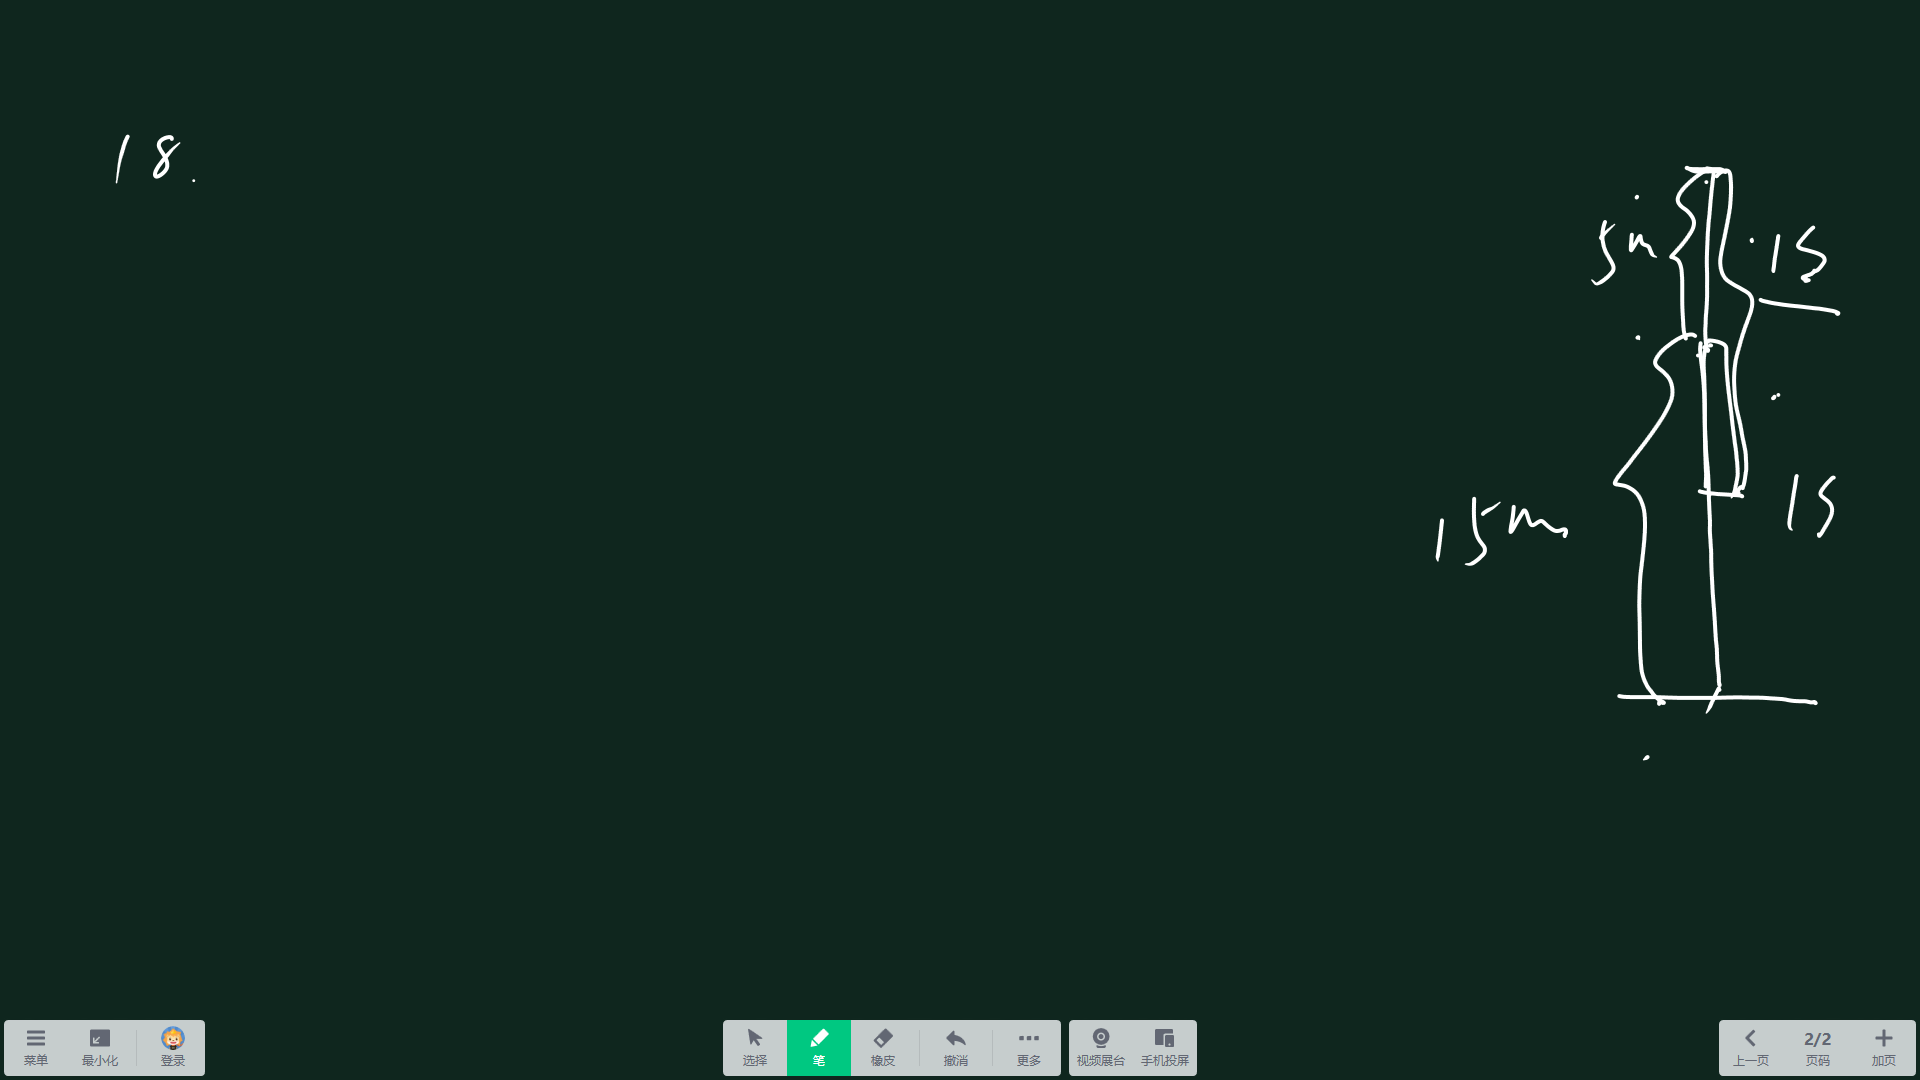 18.
5m
1s
15m
1s
菜单
最小化
登录
选择
笔
橡皮
撤消
更多
视频展台
手机投屏
上一页
2/2
页码
加页